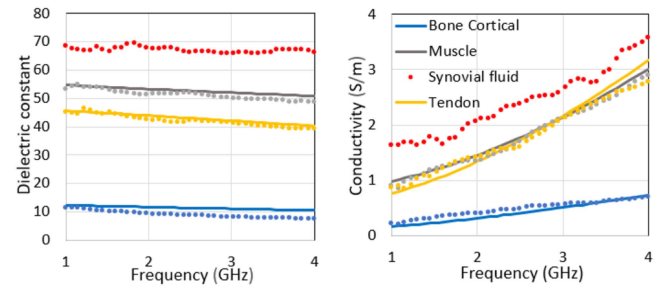 Dielectric constant
80
70
60
50
40
30
20
10
0
1
2
3
4
Frequency (GHz)
Conductivity (S/m)
4
3
2
1
0
Bone Cortical
Muscle
Synovial fluid
Tendon
1
2
3
4
Frequency (GHz)